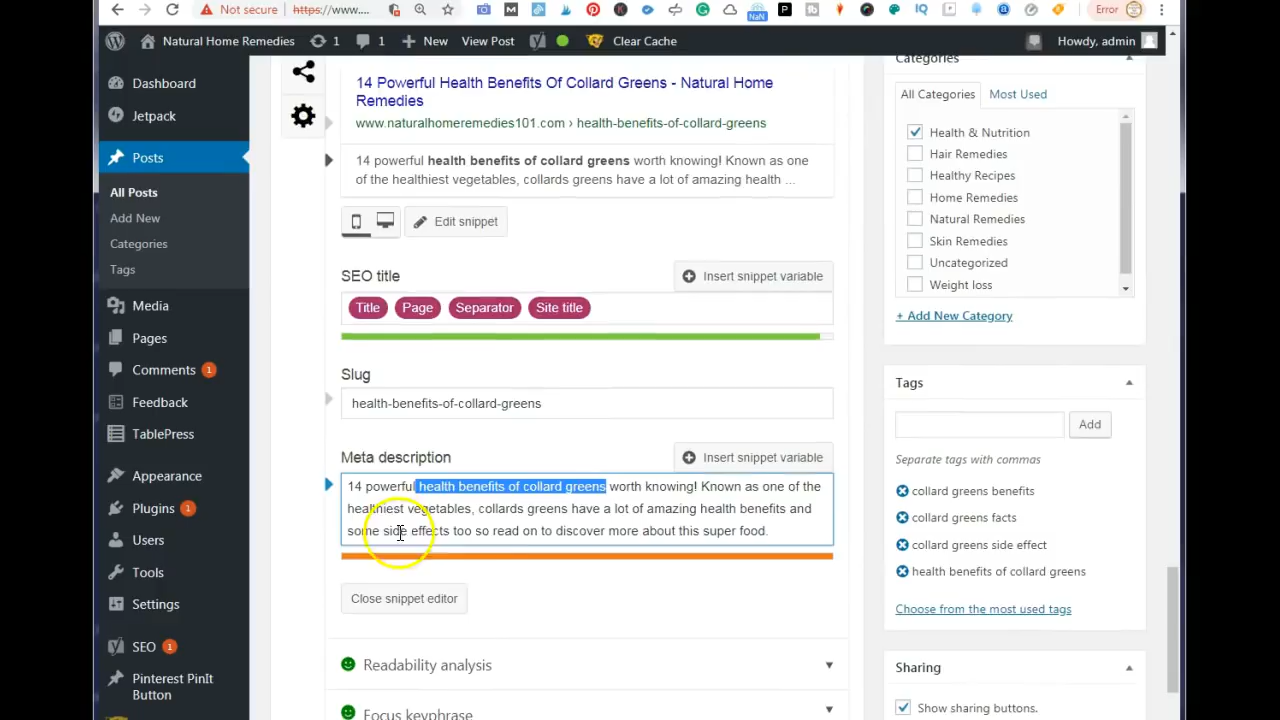 Not secure https://www....
NaN
Error
Natural Home Remedies 1 1 New View Post Clear Cache Howdy, admin
Dashboard
Jetpack
Posts
All Posts
Add New
Categories
Tags
Media
Pages
Comments 1
Feedback
TablePress
Appearance
Plugins 1
Users
Tools
Settings
SEO 1
Pinterest PinIt
Button
14 Powerful Health Benefits Of Collard Greens - Natural Home
Remedies
www.naturalhomeremedies101.com › health-benefits-of-collard-greens
14 powerful health benefits of collard greens worth knowing! Known as one
of the healthiest vegetables, collards greens have a lot of amazing health ...
Edit snippet
SEO title
Insert snippet variable
Title Page Separator Site title
Slug
health-benefits-of-collard-greens
Meta description
Insert snippet variable
14 powerful health benefits of collard greens worth knowing! Known as one of the
healthiest vegetables, collards greens have a lot of amazing health benefits and
some side effects too so read on to discover more about this super food.
Close snippet editor
Readability analysis
Focus keyphrase
Categories
All Categories Most Used
Health & Nutrition
Hair Remedies
Healthy Recipes
Home Remedies
Natural Remedies
Skin Remedies
Uncategorized
Weight loss
+ Add New Category
Tags
Add
Separate tags with commas
collard greens benefits
collard greens facts
collard greens side effect
health benefits of collard greens
Choose from the most used tags
Sharing
Show sharing buttons.